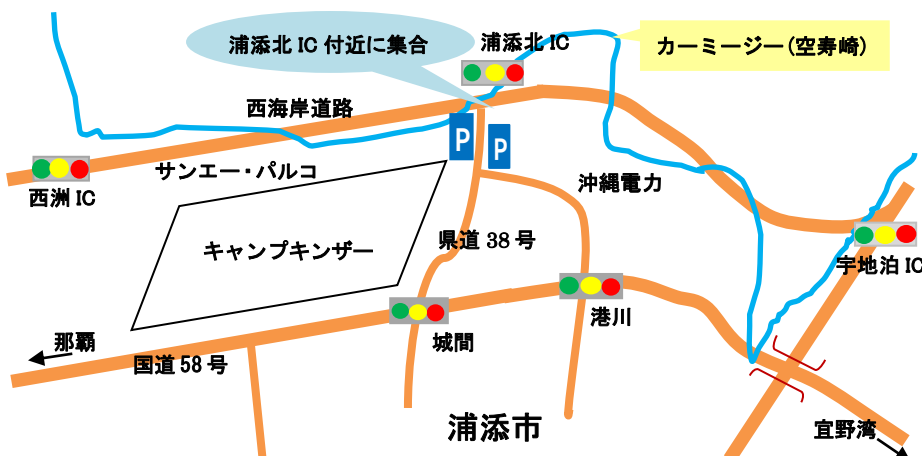 浦添北 IC 付近に集合
浦添北 IC
カーミージー(空寿崎)
西海岸道路
P
P
サンエー・パルコ
西洲 IC
沖縄電力
キャンプキンザー
県道 38 号
宇地泊 IC
港川
城間
那覇
国道 58 号
浦添市
宜野湾